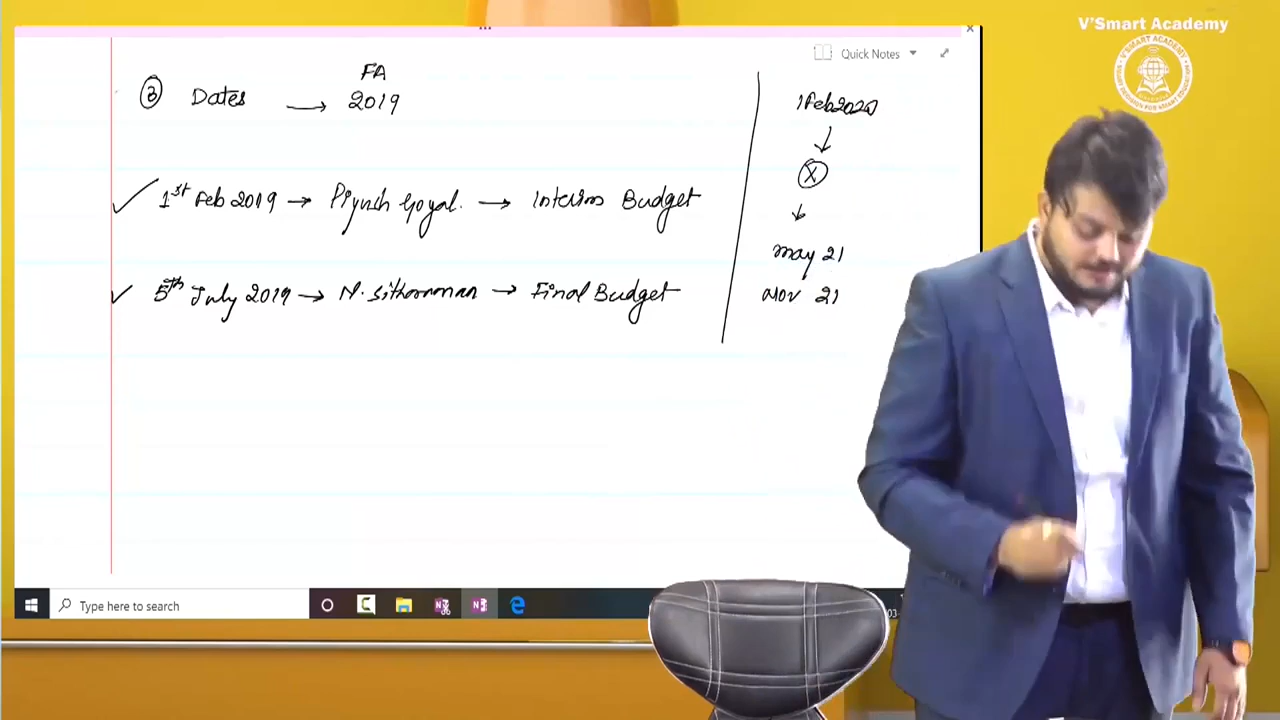 V'Smart Academy
Quick Notes
③ Dates → FA 2019
1st Feb 2019 → Piyush Goyal. → Interim Budget
5th July 2019 → N. Sitharaman → Final Budget
1 Feb 2020
↓
X
↓
May 21
Nov 21
Type here to search